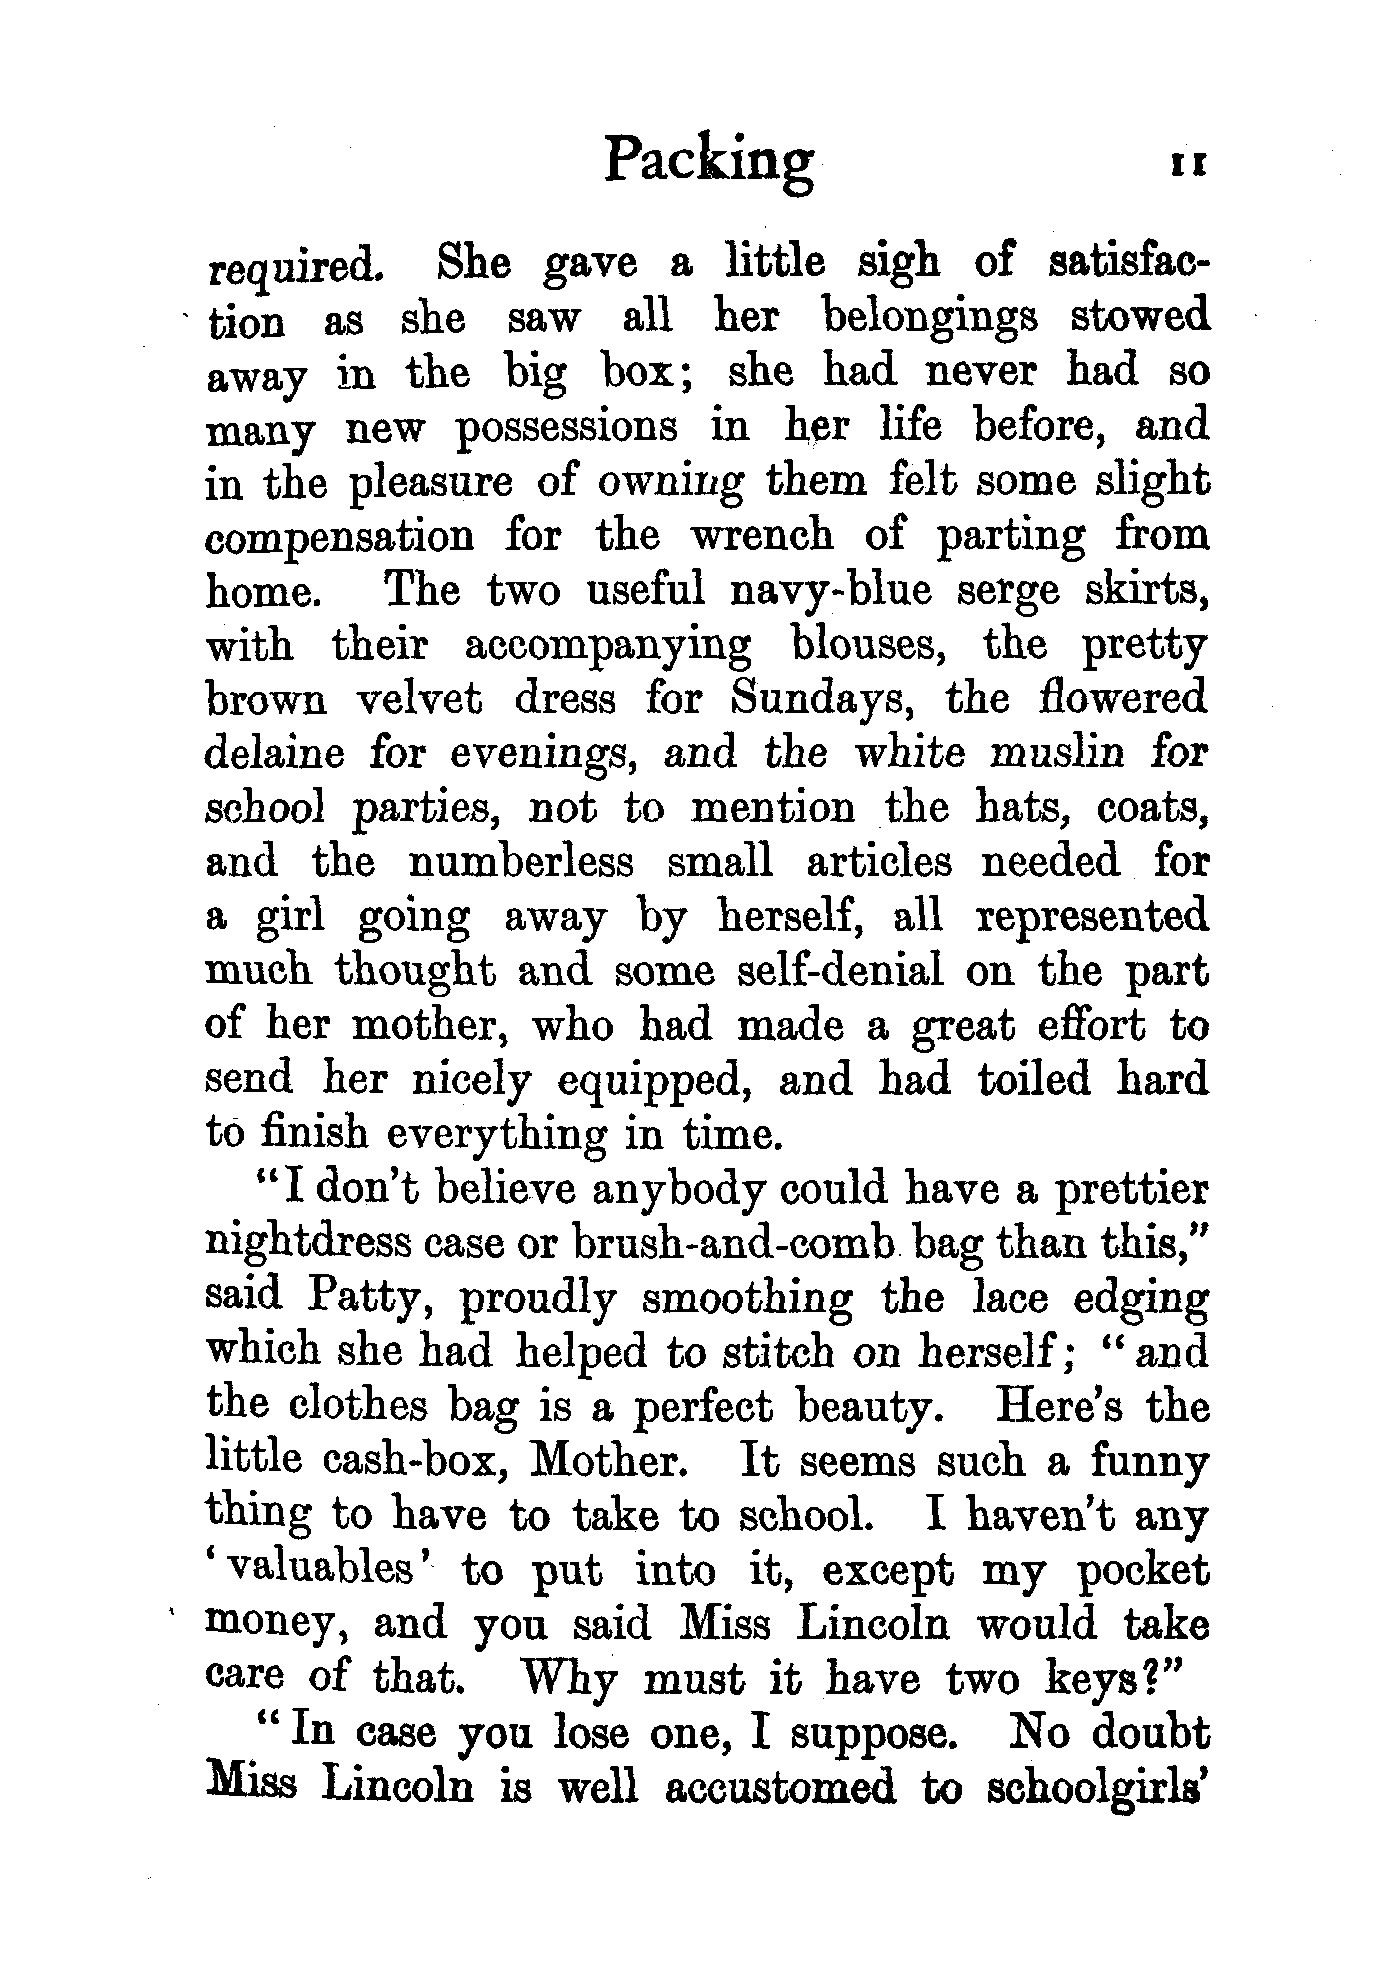 Packing 11
required. She gave a little sigh of satisfac-
tion as she saw all her belongings stowed
away in the big box; she had never had so
many new possessions in her life before, and
in the pleasure of owning them felt some slight
compensation for the wrench of parting from
home. The two useful navy-blue serge skirts,
with their accompanying blouses, the pretty
brown velvet dress for Sundays, the flowered
delaine for evenings, and the white muslin for
school parties, not to mention the hats, coats,
and the numberless small articles needed for
a girl going away by herself, all represented
much thought and some self-denial on the part
of her mother, who had made a great effort to
send her nicely equipped, and had toiled hard
to finish everything in time.
"I don't believe anybody could have a prettier
nightdress case or brush-and-comb bag than this,"
said Patty, proudly smoothing the lace edging
which she had helped to stitch on herself; "and
the clothes bag is a perfect beauty. Here's the
little cash-box, Mother. It seems such a funny
thing to have to take to school. I haven't any
'valuables' to put into it, except my pocket
money, and you said Miss Lincoln would take
care of that. Why must it have two keys?"
"In case you lose one, I suppose. No doubt
Miss Lincoln is well accustomed to schoolgirls'